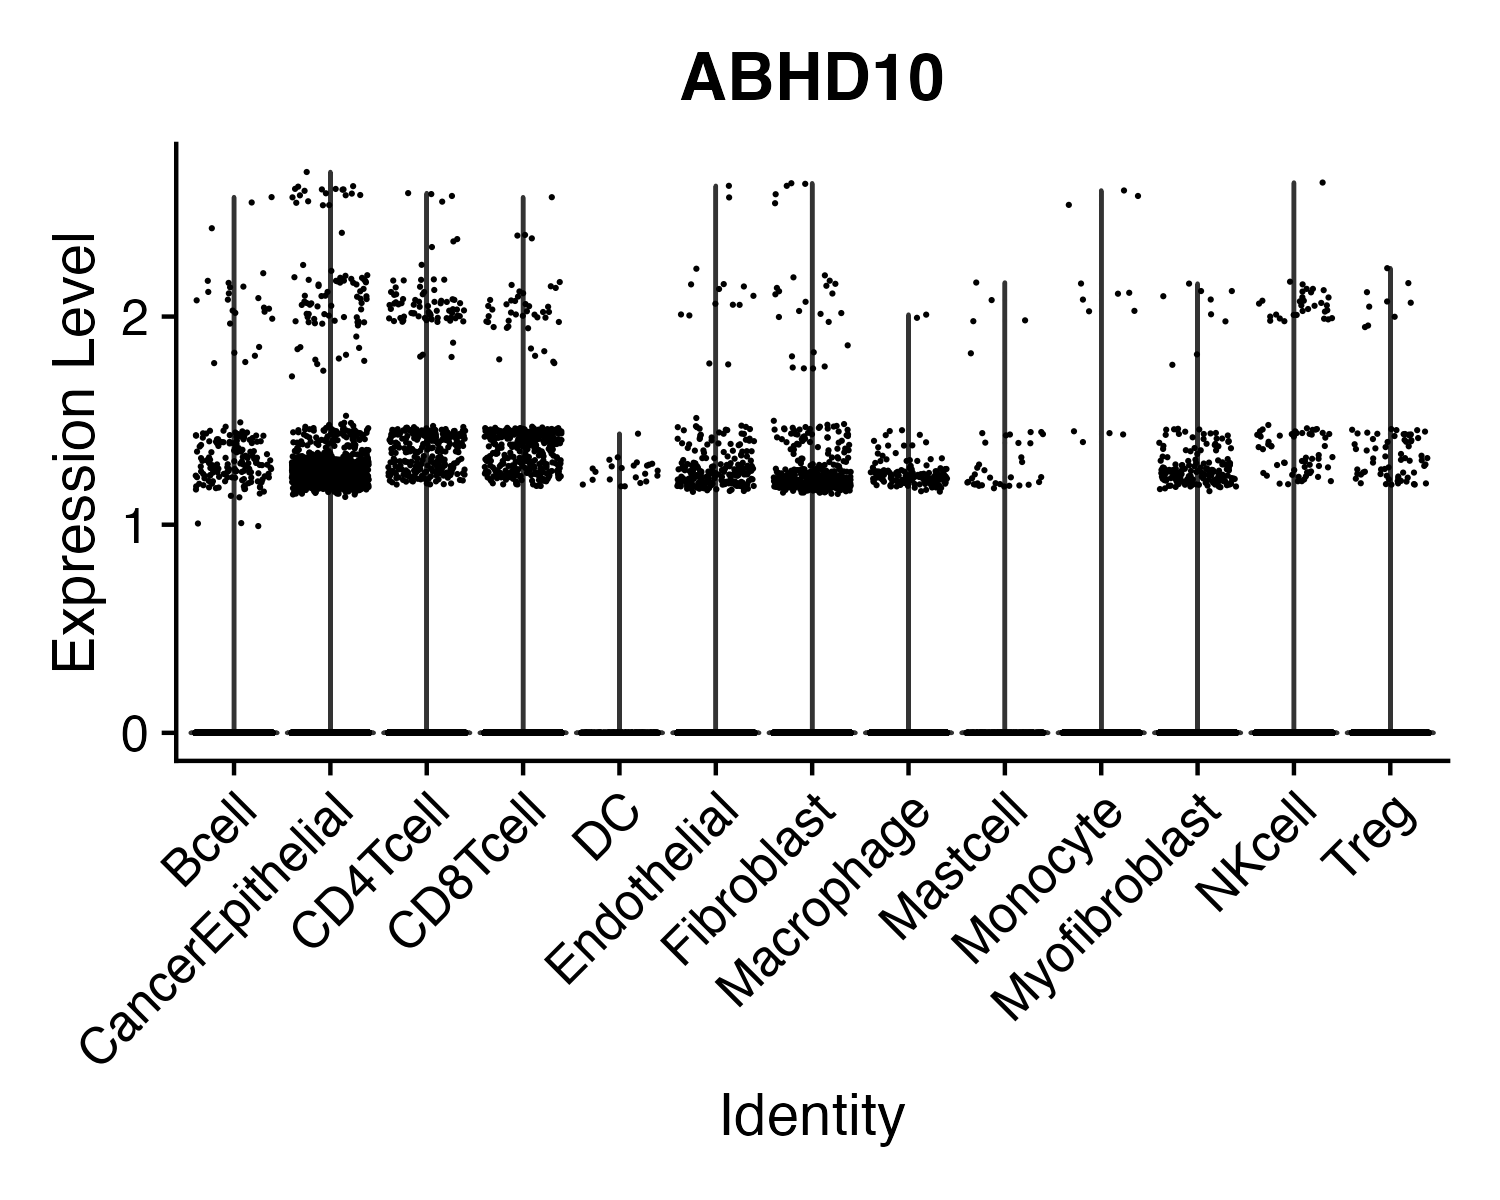 ABHD10
Expression Level
2
1
0
Bcell
CancerEpithelial
CD4Tcell
CD8Tcell
DC
Endothelial
Fibroblast
Macrophage
Mastcell
Monocyte
Myofibroblast
NKcell
Treg
Identity